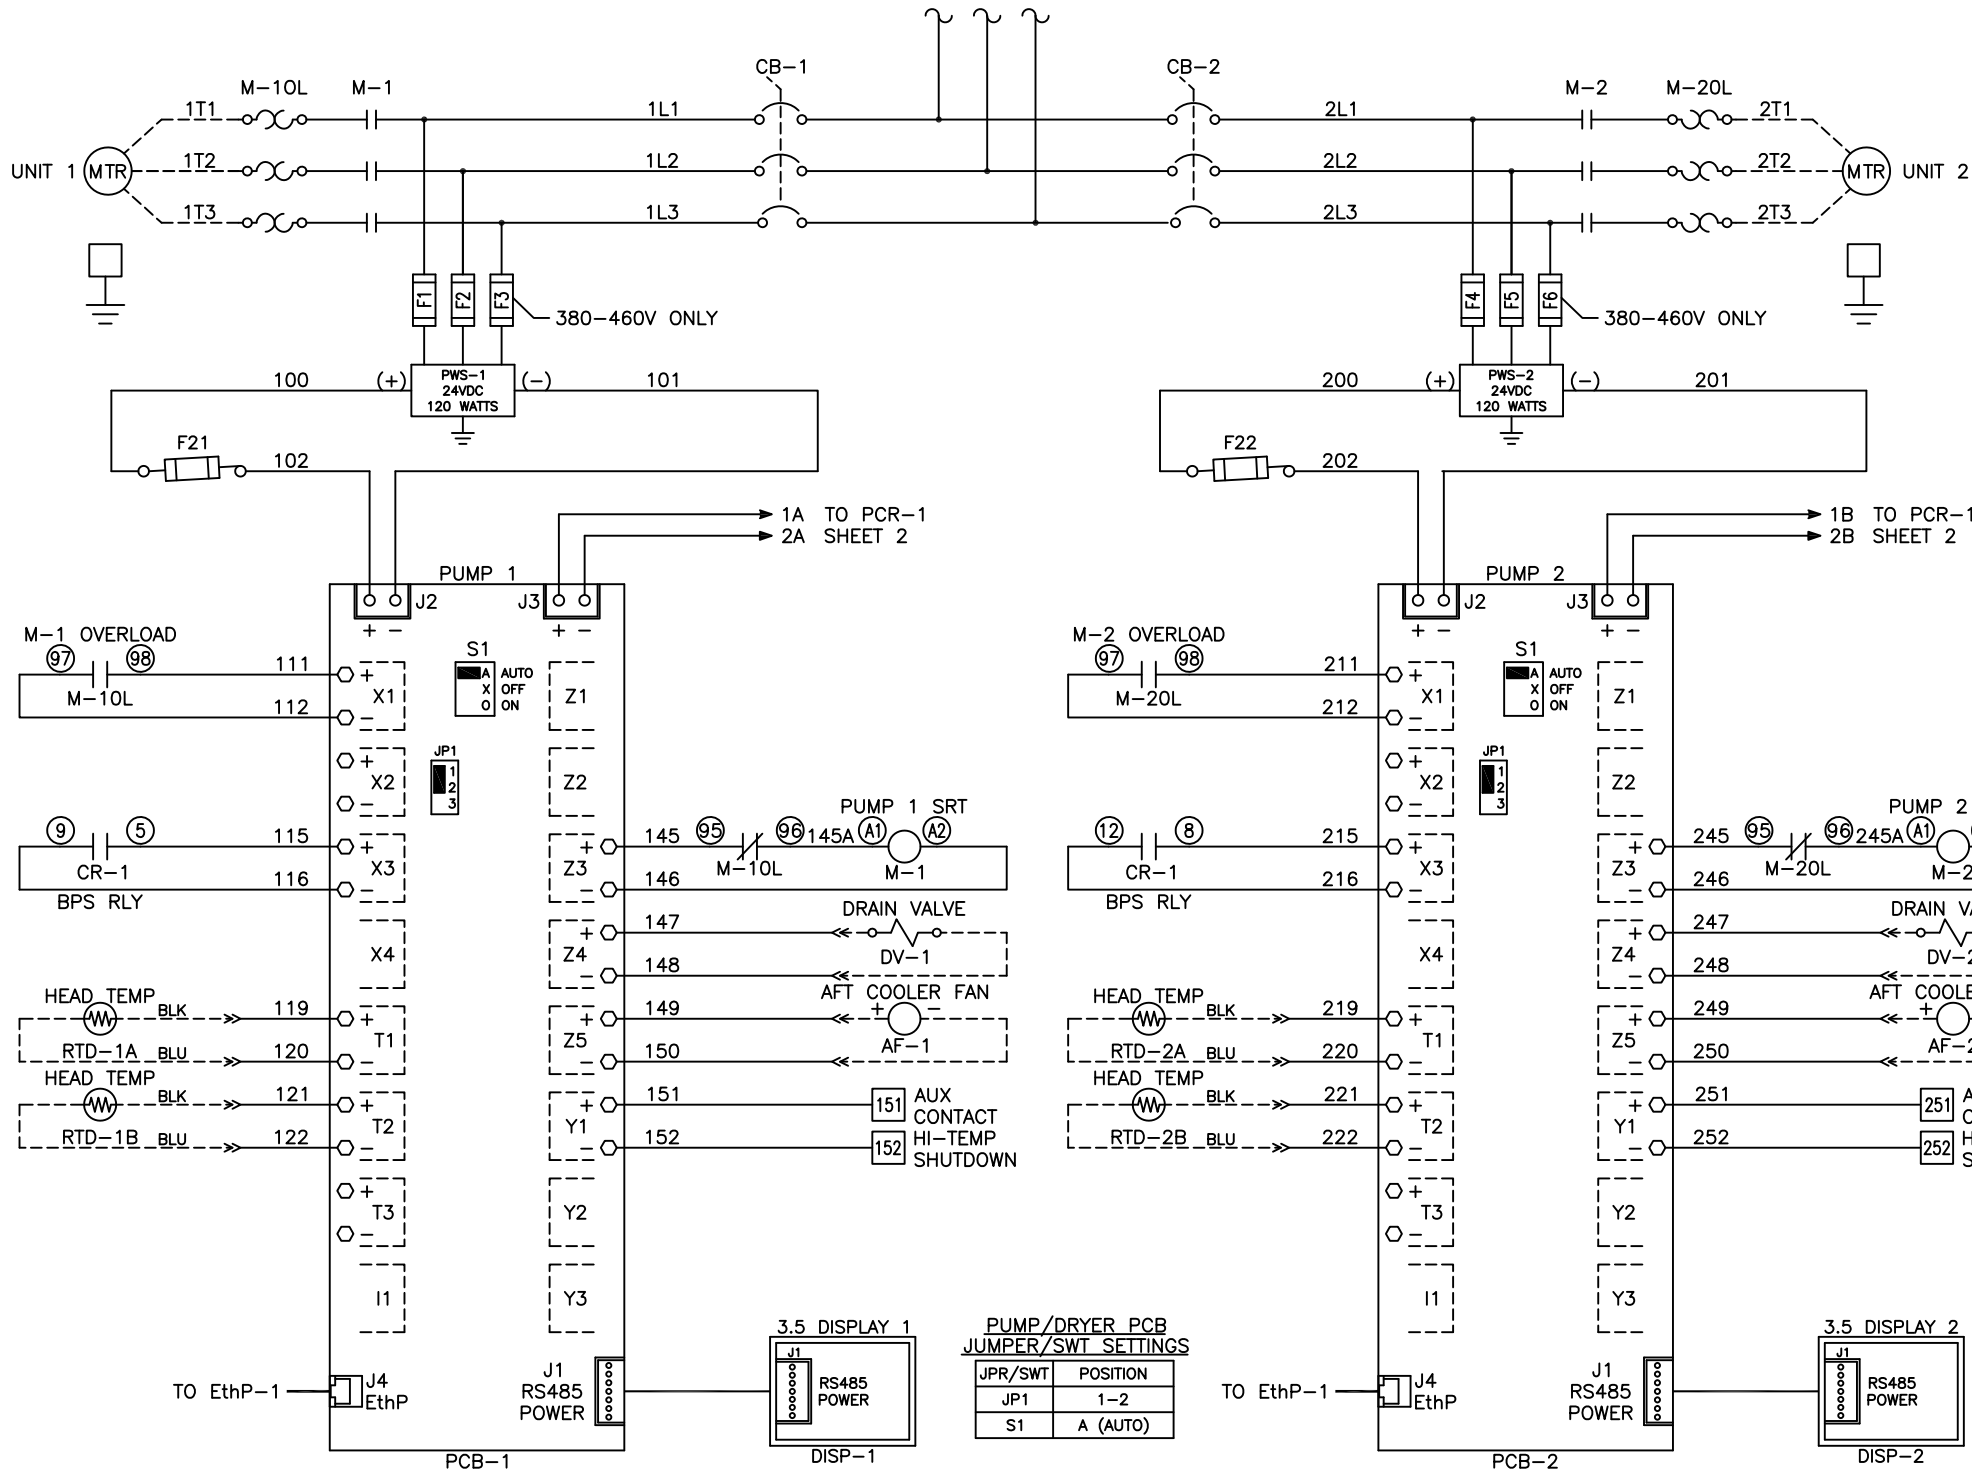 CB-1
CB-2
M-1OL
M-1
M-2
M-2OL
1T1
1L1
2L1
2T1
UNIT 1
MTR
1T2
1L2
2L2
2T2
MTR
UNIT 2
1T3
1L3
2L3
2T3
F1
F2
F3
380-460V ONLY
F4
F5
F6
380-460V ONLY
100
(+)
PWS-1
24VDC
120 WATTS
(-)
101
200
(+)
PWS-2
24VDC
120 WATTS
(-)
201
F21
102
F22
202
1A TO PCR-1
2A SHEET 2
1B TO PCR-1
2B SHEET 2
PUMP 1
J2
J3
+ -
+ -
M-1 OVERLOAD
97
98
111
M-1OL
112
+
X1
-
S1
A AUTO
X OFF
O ON
Z1
JP1
1
2
3
+
X2
-
Z2
9
5
115
CR-1
116
BPS RLY
+
X3
-
+
Z3
-
145
95
96
145A
PUMP 1 SRT
A1
A2
M-1OL
M-1
146
X4
+
Z4
-
147
DRAIN VALVE
DV-1
148
HEAD TEMP
BLK
119
RTD-1A
BLU
120
+
T1
-
+
Z5
-
149
AFT COOLER FAN
+
-
AF-1
150
HEAD TEMP
BLK
121
RTD-1B
BLU
122
+
T2
-
+
Y1
-
151
151
AUX
CONTACT
152
152
HI-TEMP
SHUTDOWN
+
T3
-
Y2
I1
Y3
TO EthP-1
J4
EthP
J1
RS485
POWER
PCB-1
3.5 DISPLAY 1
J1
RS485
POWER
DISP-1
PUMP/DRYER PCB
JUMPER/SWT SETTINGS
JPR/SWT POSITION
JP1 1-2
S1 A (AUTO)
PUMP 2
J2
J3
+ -
+ -
M-2 OVERLOAD
97
98
211
M-2OL
212
+
X1
-
S1
A AUTO
X OFF
O ON
Z1
JP1
1
2
3
+
X2
-
Z2
12
8
215
CR-1
216
BPS RLY
+
X3
-
+
Z3
-
245
95
96
245A
PUMP 2
A1
M-2OL
M-2
246
X4
+
Z4
-
247
DRAIN VA
DV-2
248
HEAD TEMP
BLK
219
RTD-2A
BLU
220
+
T1
-
+
Z5
-
249
AFT COOLE
+
AF-2
250
HEAD TEMP
BLK
221
RTD-2B
BLU
222
+
T2
-
+
Y1
-
251
251
A
C
252
252
H
S
+
T3
-
Y2
I1
Y3
TO EthP-1
J4
EthP
J1
RS485
POWER
PCB-2
3.5 DISPLAY 2
J1
RS485
POWER
DISP-2